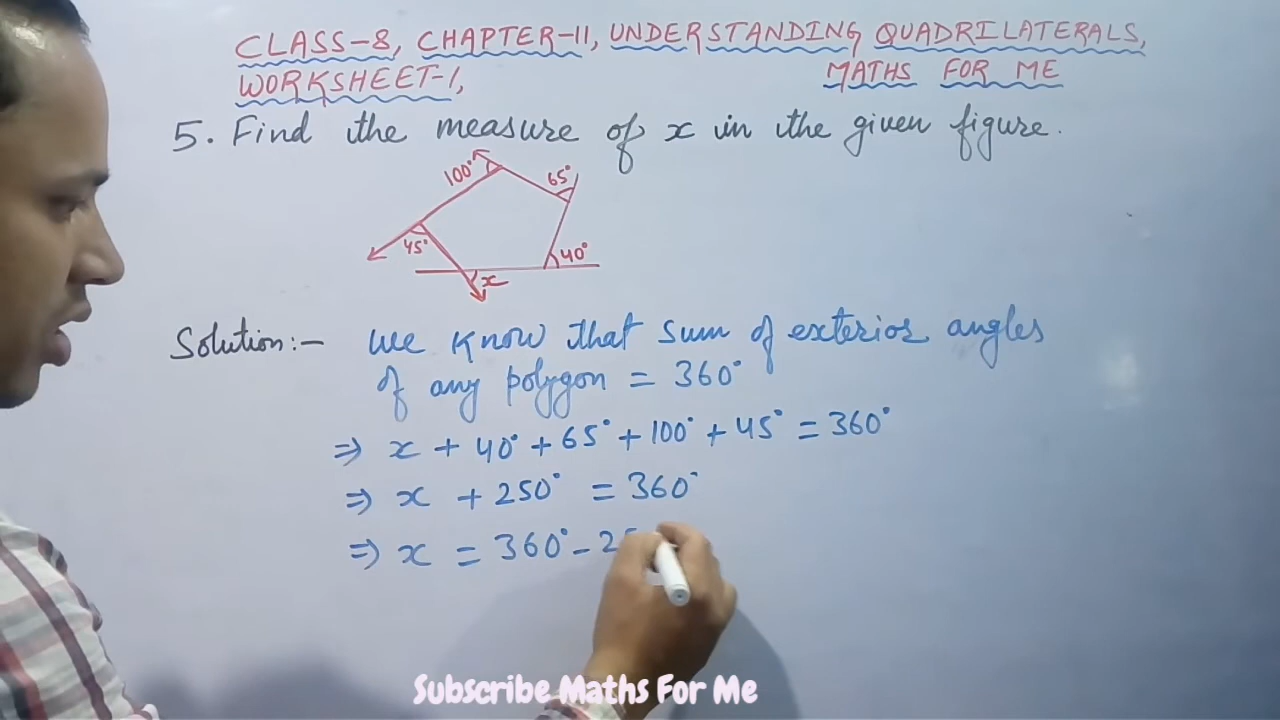 CLASS-8, CHAPTER-11, UNDERSTANDING QUADRILATERALS,
WORKSHEET-1, MATHS FOR ME
5. Find the measure of x in the given figure.
100°
65°
45°
40°
x
Solution:- We know that sum of exterior angles
of any polygon = 360°
⇒ x + 40° + 65° + 100° + 45° = 360°
⇒ x + 250° = 360°
⇒ x = 360° - 2
Subscribe Maths For Me